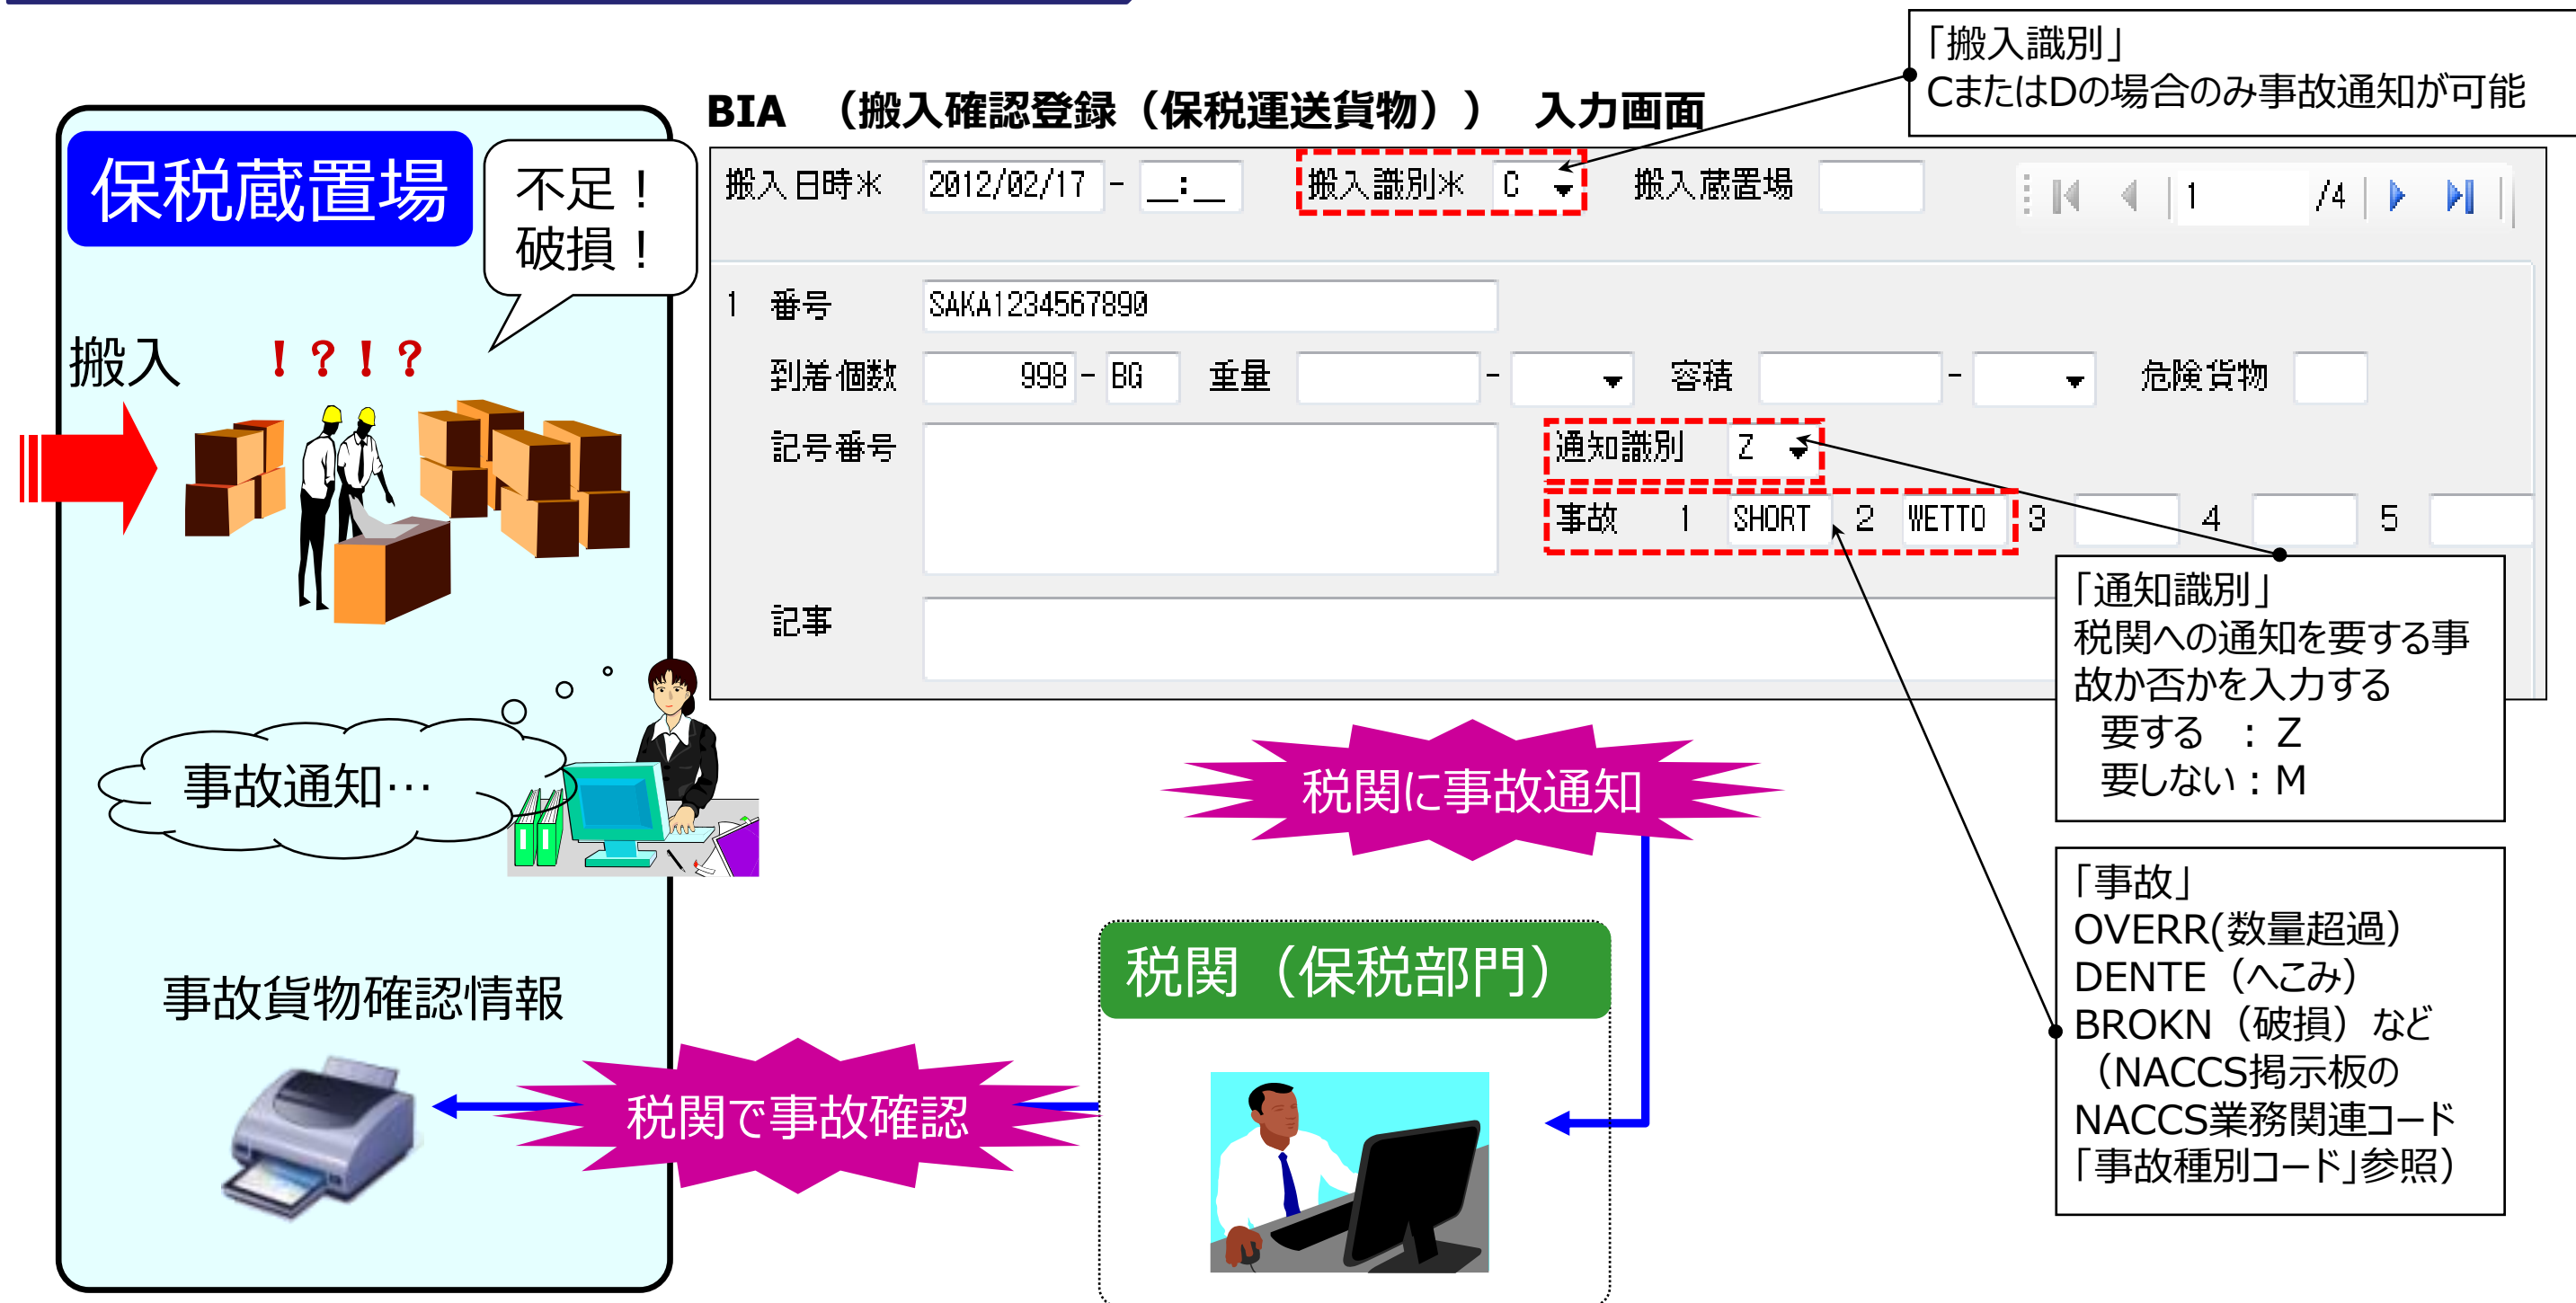 「搬入識別」
CまたはDの場合のみ事故通知が可能
BIA （搬入確認登録（保税運送貨物）） 入力画面
保税蔵置場
不足！
破損！
搬入日時＊ 2012/02/17 - __:__ 搬入識別＊ C 搬入蔵置場 1 /4
1 番号 SAKA1234567890
搬入 ！？！？
到着個数 998 - BG 重量 - 容積 - 危険貨物
記号番号 通知識別 Z
事故 1 SHORT 2 WETTO 3 4 5
記事
「通知識別」
税関への通知を要する事
故か否かを入力する
要する ：Z
要しない：M
事故通知…
税関に事故通知
「事故」
OVERR(数量超過）
DENTE（へこみ）
BROKN（破損）など
（NACCS掲示板の
NACCS業務関連コード
「事故種別コード」参照）
税関（保税部門）
事故貨物確認情報
税関で事故確認